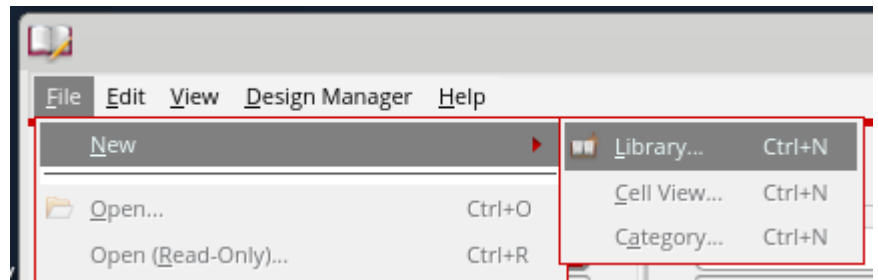 File Edit View Design Manager Help
New
Library... Ctrl+N
Open... Ctrl+O
Cell View... Ctrl+N
Open (Read-Only)... Ctrl+R
Category... Ctrl+N